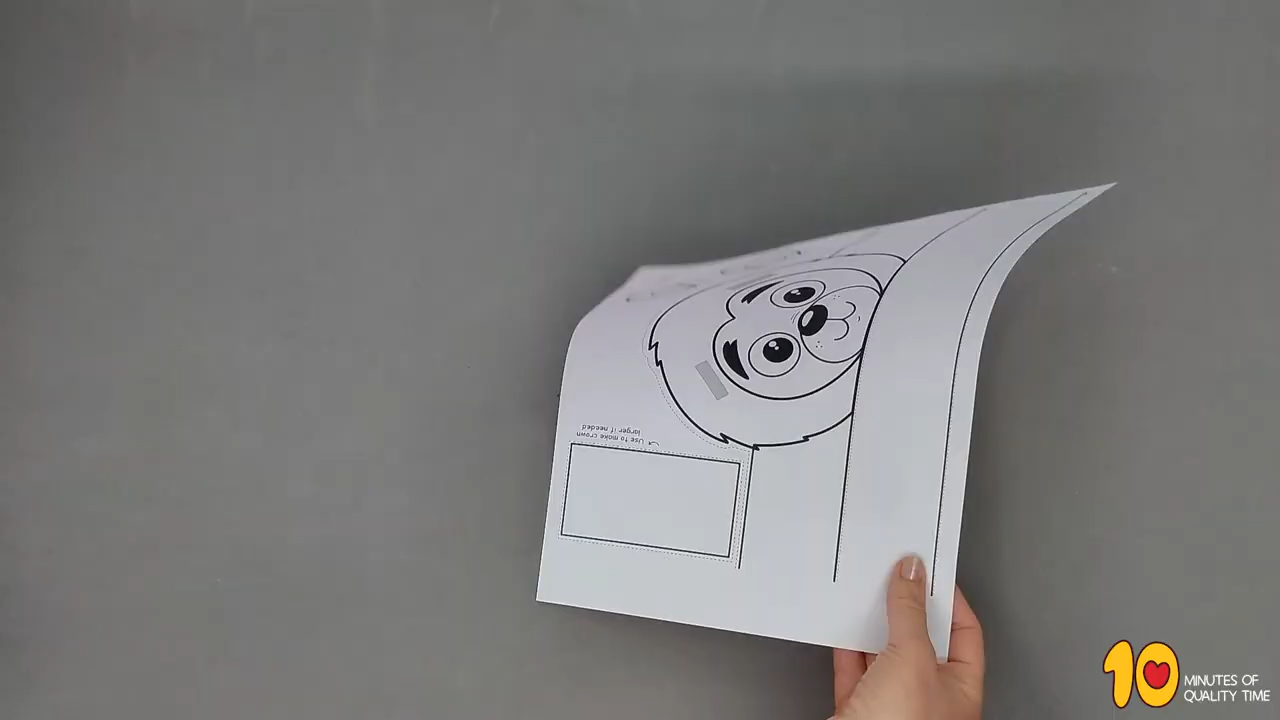 Use to make crown
larger if needed
10
MINUTES OF
QUALITY TIME